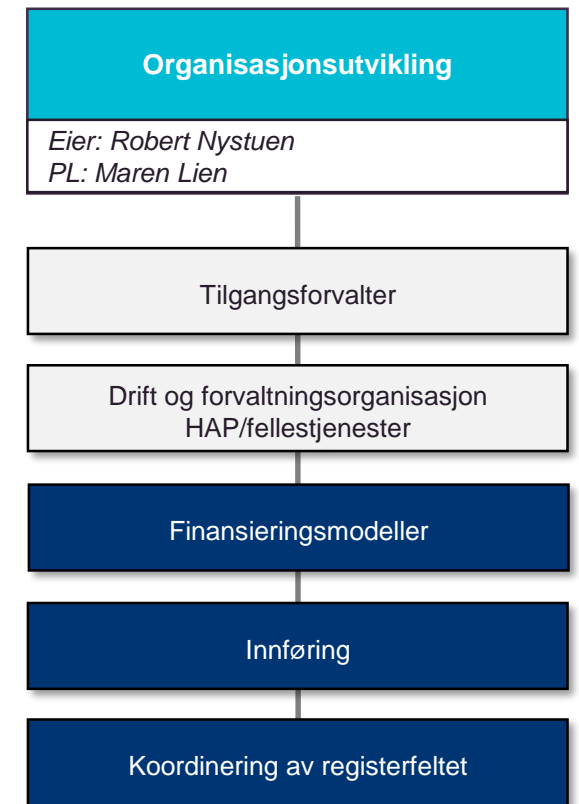 Organisasjonsutvikling
Eier: Robert Nystuen
PL: Maren Lien
Tilgangsforvalter
Drift og forvaltningsorganisasjon
HAP/fellestjenester
Finansieringsmodeller
Innføring
Koordinering av registerfeltet